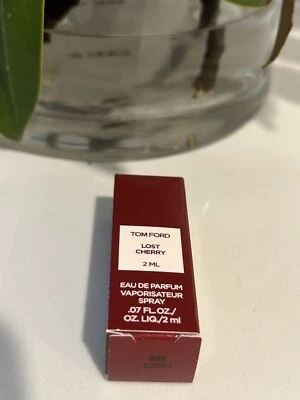 TOM FORD
LOST
CHERRY
2 ML
EAU DE PARFUM
VAPORISATEUR
SPRAY
.07 FL.OZ./
OZ. LIQ./2 ml